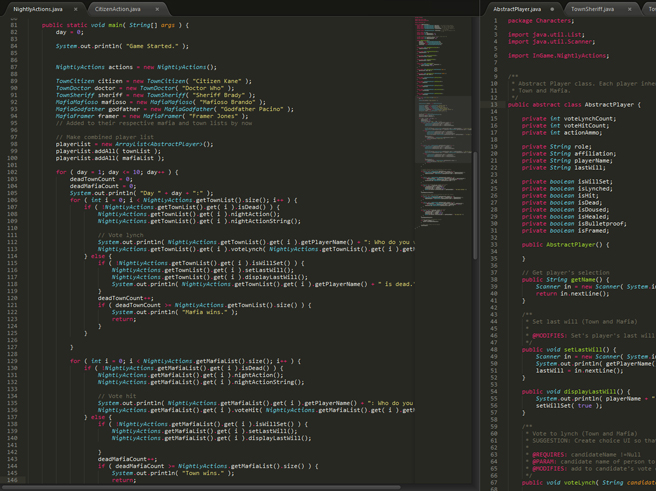 NightlyActions.java
CitizenAction.java
81 public static void main( String[] args ) {
82 day = 0;
83
84 System.out.println( "Game Started." );
85
86
87 NightlyActions actions = new NightlyActions();
88
89 TownCitizen citizen = new TownCitizen( "Citizen Kane" );
90 TownDoctor doctor = new TownDoctor( "Doctor Who" );
91 TownSheriff sheriff = new TownSheriff( "Sheriff Brady" );
92 MafiaMafioso mafioso = new MafiaMafioso( "Mafioso Brando" );
93 MafiaGodfather godfather = new MafiaGodfather( "Godfather Pacino" );
94 MafiaFramer framer = new MafiaFramer( "Framer Jones" );
95 // Added to their respective mafia and town lists by now
96
97 // Make combined player list
98 playerList = new ArrayList<AbstractPlayer>();
99 playerList.addAll( townList );
100 playerList.addAll( mafiaList );
101
102 for ( day = 1; day <= 10; day++ ) {
103 deadTownCount = 0;
104 deadMafiaCount = 0;
105 System.out.println( "Day " + day + ":" );
106 for ( int i = 0; i < NightlyActions.getTownList().size(); i++ ) {
107 if ( !NightlyActions.getTownList().get( i ).isDead() ) {
108 NightlyActions.getTownList().get( i ).nightAction();
109 NightlyActions.getTownList().get( i ).nightActionString();
110
111 // Vote lynch
112 System.out.println( NightlyActions.getTownList().get( i ).getPlayerName() + ": Who do you v
113 NightlyActions.getTownList().get( i ).voteLynch( NightlyActions.getTownList().get( i ).get
114 } else {
115 if ( !NightlyActions.getTownList().get( i ).isWillSet() ) {
116 NightlyActions.getTownList().get( i ).setLastWill();
117 NightlyActions.getTownList().get( i ).displayLastWill();
118 System.out.println( NightlyActions.getTownList().get( i ).getPlayerName() + " is dead."
119 }
120 deadTownCount++;
121 if ( deadTownCount >= NightlyActions.getTownList().size() ) {
122 System.out.println( "Mafia wins." );
123 return;
124 }
125 }
126
127 }
128
129 for ( int i = 0; i < NightlyActions.getMafiaList().size(); i++ ) {
130 if ( !NightlyActions.getMafiaList().get( i ).isDead() ) {
131 NightlyActions.getMafiaList().get( i ).nightAction();
132 NightlyActions.getMafiaList().get( i ).nightActionString();
133
134 // Vote hit
135 System.out.println( NightlyActions.getMafiaList().get( i ).getPlayerName() + ": Who do you
136 NightlyActions.getMafiaList().get( i ).voteHit( NightlyActions.getMafiaList().get( i ).get
137 } else {
138 if ( !NightlyActions.getMafiaList().get( i ).isWillSet() ) {
139 NightlyActions.getMafiaList().get( i ).setLastWill();
140 NightlyActions.getMafiaList().get( i ).displayLastWill();
141
142 }
143 deadMafiaCount++;
144 if ( deadMafiaCount >= NightlyActions.getMafiaList().size() ) {
145 System.out.println( "Town wins." );
146 return;
AbstractPlayer.java
TownSheriff.java
1 package Characters;
2
3 import java.util.List;
4 import java.util.Scanner;
5
6 import InGame.NightlyActions;
7
8
9 /**
10 * Abstract Player class. Each player inhe
11 * Town and Mafia.
12 */
13 public abstract class AbstractPlayer {
14
15 private int voteLynchCount;
16 private int voteHitCount;
17 private int actionAmmo;
18
19 private String role;
20 private String affiliation;
21 private String playerName;
22 private String lastWill;
23
24 private boolean isWillSet;
25 private boolean isLynched;
26 private boolean isHit;
27 private boolean isDead;
28 private boolean isDoused;
29 private boolean isHealed;
30 private boolean isBulletproof;
31 private boolean isFramed;
32
33 public AbstractPlayer() {
34
35 }
36
37 // Get player's selection
38 public String getName() {
39 Scanner in = new Scanner( System.in
40 return in.nextLine();
41 }
42
43 /**
44 * Set last will (Town and Mafia)
45 *
46 * @MODIFIES: Set's player's last will
47 */
48 public void setLastWill() {
49 Scanner in = new Scanner( System.in
50 System.out.println( getPlayerName(
51 lastWill = in.nextLine();
52 }
53
54 public void displayLastWill() {
55 System.out.println( playerName + "
56 setWillSet( true );
57 }
58
59 /**
60 * Vote to lynch (Town and Mafia)
61 * SUGGESTION: Create choice UI so tha
62 *
63 * @REQUIRES: candidateName !=Null
64 * @PARAM: candidate name of person to
65 * @MODIFIES: add to candidate's vote
66 */
67 public void voteLynch( String candidat